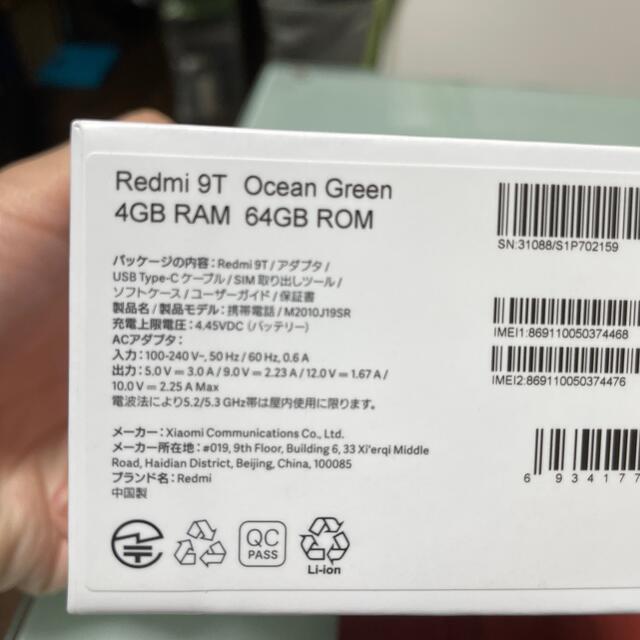 Redmi 9T Ocean Green
4GB RAM 64GB ROM
パッケージの内容：Redmi 9T / アダプタ /
USB Type-C ケーブル / SIM 取り出しツール /
ソフトケース / ユーザーガイド / 保証書
製品名 / 製品モデル：携帯電話 / M2010J19SR
充電上限電圧：4.45VDC (バッテリー)
ACアダプタ：
入力：100-240 V~, 50 Hz / 60 Hz, 0.6 A
出力：5.0 V⎓3.0 A / 9.0 V⎓2.23 A / 12.0 V⎓1.67 A /
10.0 V⎓2.25 A Max
電波法により5.2/5.3 GHz帯は屋内使用に限ります。
メーカー：Xiaomi Communications Co., Ltd.
メーカー所在地：#019, 9th Floor, Building 6, 33 Xi'erqi Middle
Road, Haidian District, Beijing, China, 100085
ブランド名：Redmi
中国製
QC
PASS
Li-ion
SN:31088/S1P702159
IMEI1:869110050374468
IMEI2:869110050374476
6 934177